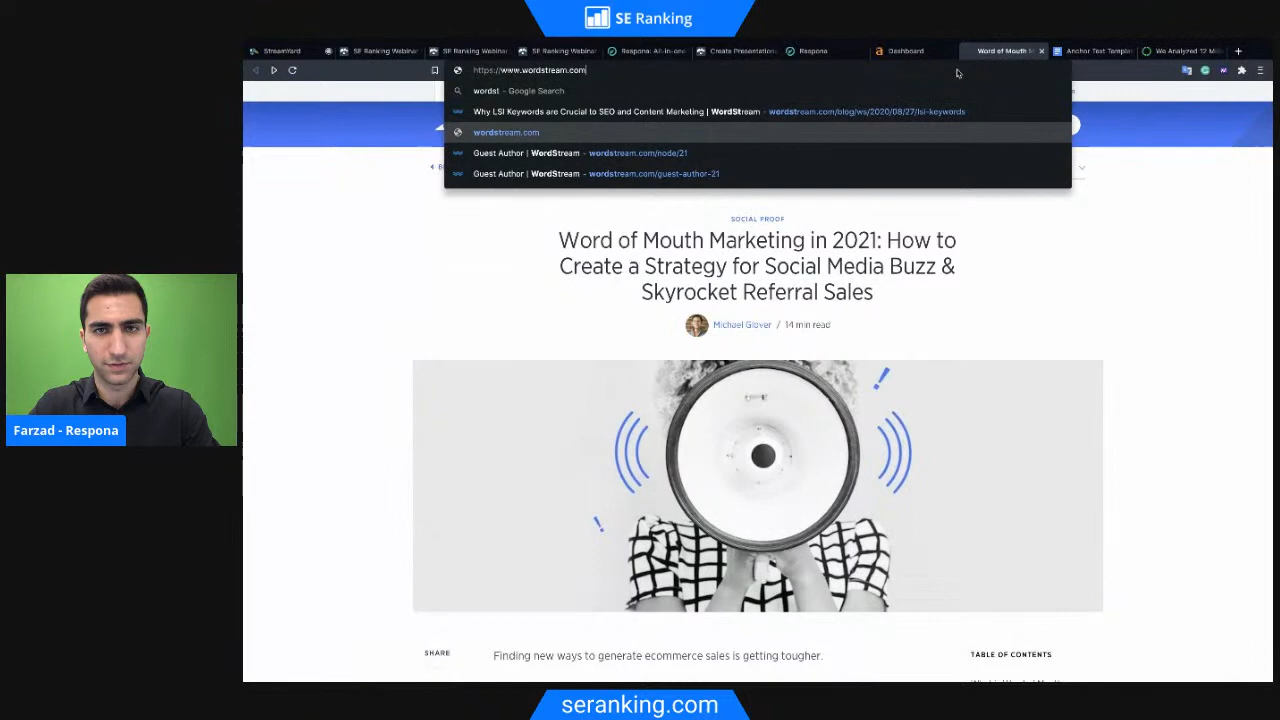 SE Ranking
StreamYard
SE Ranking Webinar
SE Ranking Webinar
SE Ranking Webinar
Respona: All-in-one
Create Presentation
Respona
Dashboard
Word of Mouth M
Anchor Text Templa
We Analyzed 12 Milli
https://www.wordstream.com
wordst - Google Search
Why LSI Keywords are Crucial to SEO and Content Marketing | WordStream - wordstream.com/blog/ws/2020/08/27/lsi-keywords
wordstream.com
Guest Author | WordStream - wordstream.com/node/21
Guest Author | WordStream - wordstream.com/guest-author-21
SOCIAL PROOF
Word of Mouth Marketing in 2021: How to
Create a Strategy for Social Media Buzz &
Skyrocket Referral Sales
Michael Glover / 14 min read
Farzad - Respona
SHARE
Finding new ways to generate ecommerce sales is getting tougher.
TABLE OF CONTENTS
seranking.com